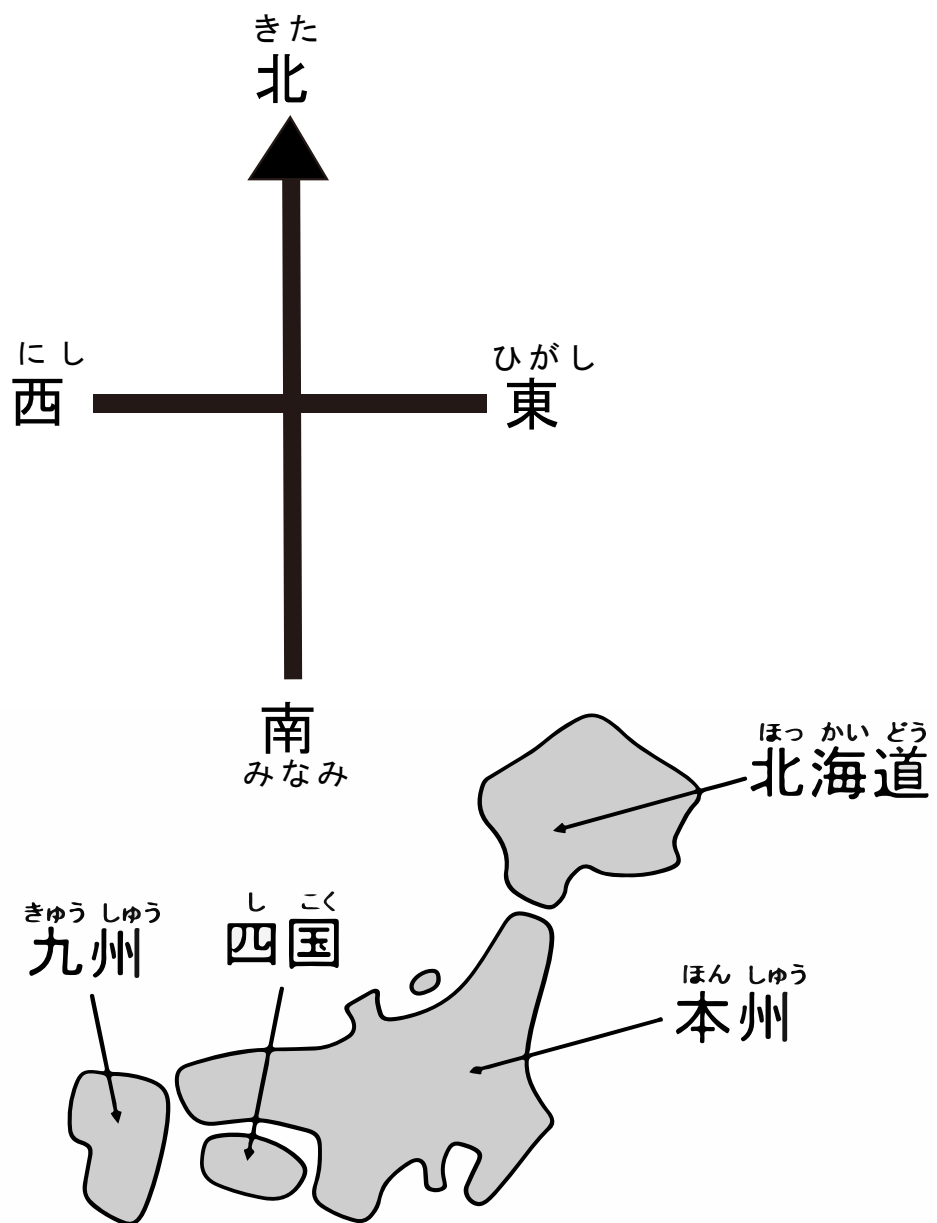 きた
北
にし
西
ひがし
東
南
みなみ
ほっ かい どう
北海道
きゅう しゅう
九州
し こく
四国
ほん しゅう
本州